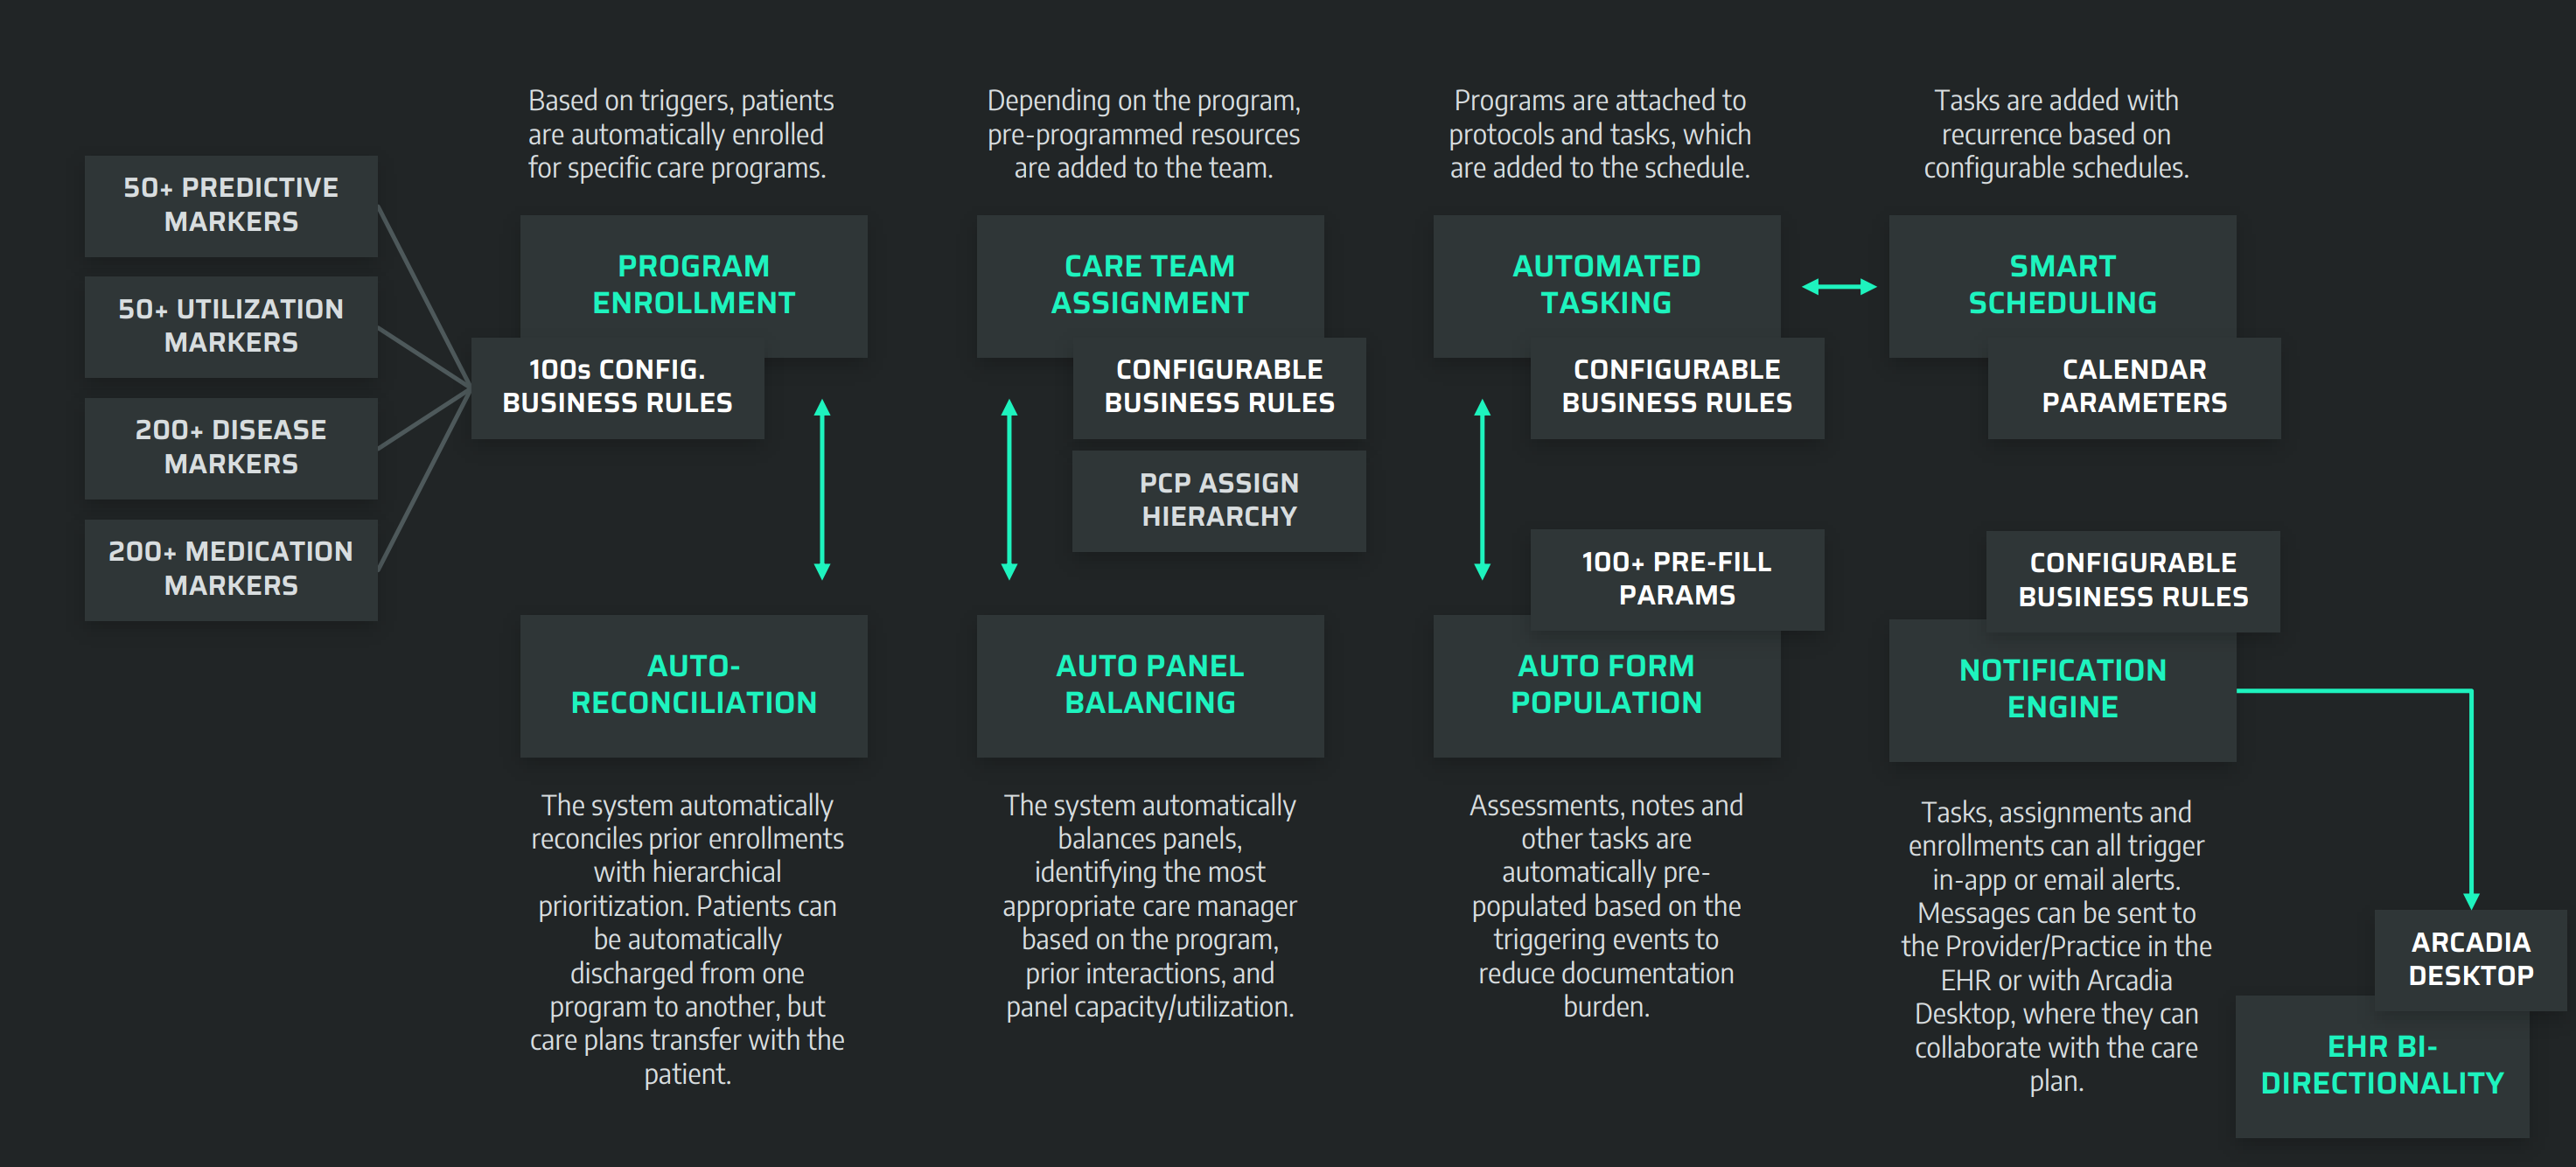 Based on triggers, patients
are automatically enrolled
for specific care programs.
Depending on the program,
pre-programmed resources
are added to the team.
Programs are attached to
protocols and tasks, which
are added to the schedule.
Tasks are added with
recurrence based on
configurable schedules.
50+ PREDICTIVE
MARKERS
50+ UTILIZATION
MARKERS
200+ DISEASE
MARKERS
200+ MEDICATION
MARKERS
PROGRAM
ENROLLMENT
100s CONFIG.
BUSINESS RULES
CARE TEAM
ASSIGNMENT
CONFIGURABLE
BUSINESS RULES
PCP ASSIGN
HIERARCHY
AUTOMATED
TASKING
CONFIGURABLE
BUSINESS RULES
SMART
SCHEDULING
CALENDAR
PARAMETERS
AUTO-
RECONCILIATION
The system automatically
reconciles prior enrollments
with hierarchical
prioritization. Patients can
be automatically
discharged from one
program to another, but
care plans transfer with the
patient.
AUTO PANEL
BALANCING
The system automatically
balances panels,
identifying the most
appropriate care manager
based on the program,
prior interactions, and
panel capacity/utilization.
100+ PRE-FILL
PARAMS
AUTO FORM
POPULATION
Assessments, notes and
other tasks are
automatically pre-
populated based on the
triggering events to
reduce documentation
burden.
CONFIGURABLE
BUSINESS RULES
NOTIFICATION
ENGINE
Tasks, assignments and
enrollments can all trigger
in-app or email alerts.
Messages can be sent to
the Provider/Practice in the
EHR or with Arcadia
Desktop, where they can
collaborate with the care
plan.
ARCADIA
DESKTOP
EHR BI-
DIRECTIONALITY